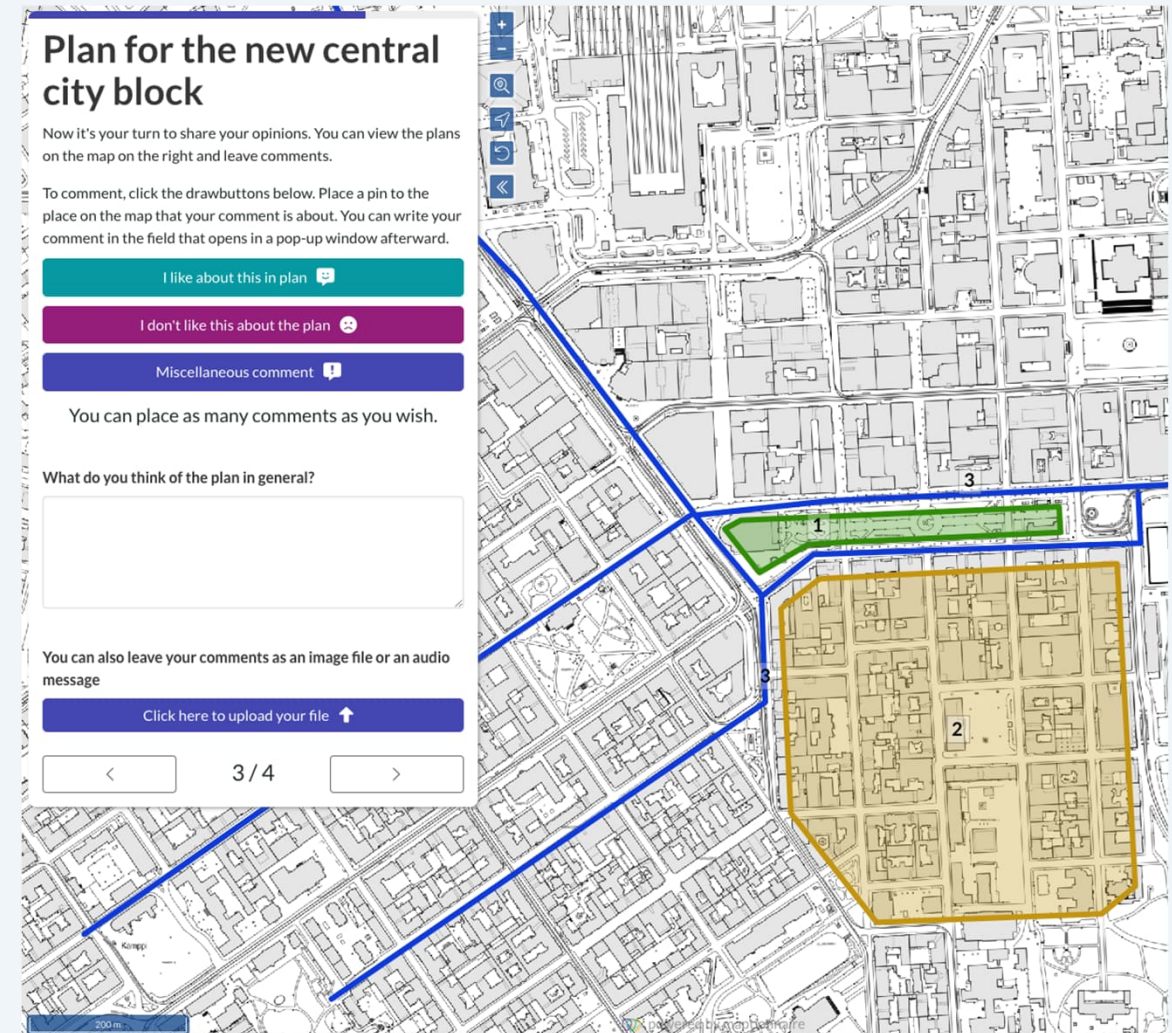 Plan for the new central
city block
Now it's your turn to share your opinions. You can view the plans
on the map on the right and leave comments.
To comment, click the drawbuttons below. Place a pin to the
place on the map that your comment is about. You can write your
comment in the field that opens in a pop-up window afterward.
I like about this in plan
I don't like this about the plan
Miscellaneous comment
You can place as many comments as you wish.
What do you think of the plan in general?
You can also leave your comments as an image file or an audio
message
Click here to upload your file
3 / 4
3
1
3
2
Kamppi
200 m
powered by maptionnaire